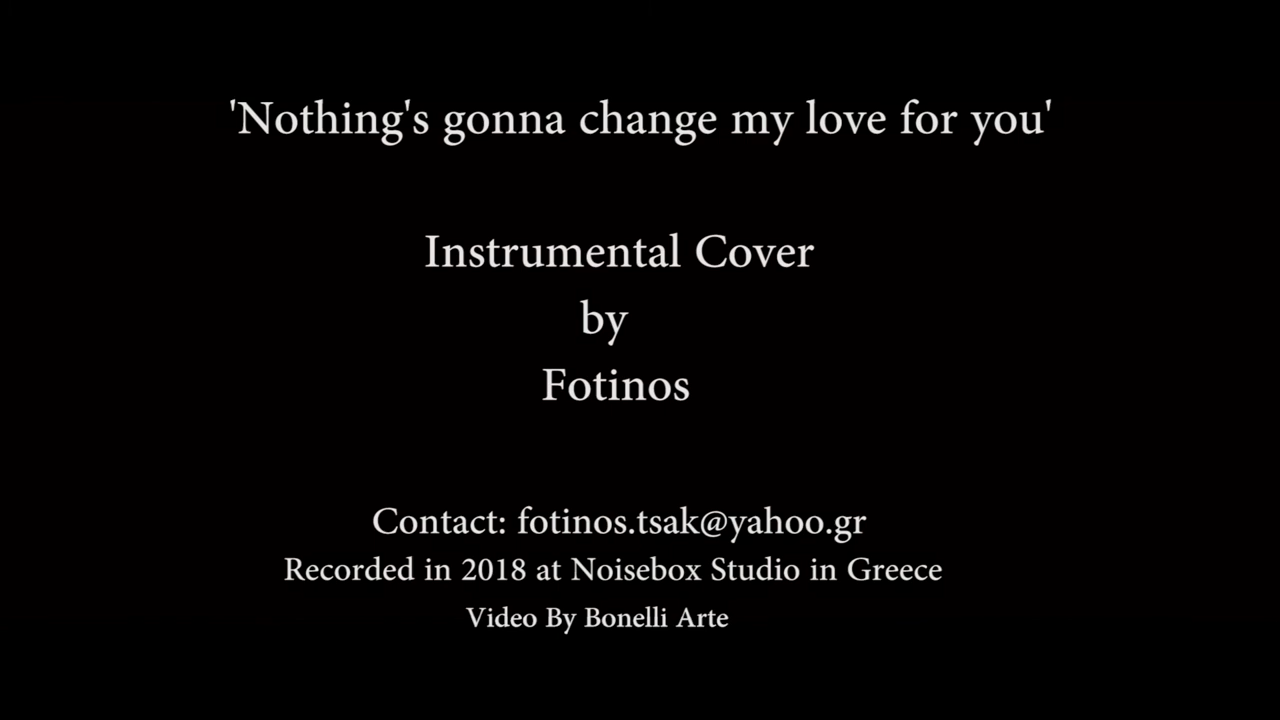 'Nothing's gonna change my love for you'
Instrumental Cover
by
Fotinos
Contact: fotinos.tsak@yahoo.gr
Recorded in 2018 at Noisebox Studio in Greece
Video By Bonelli Arte